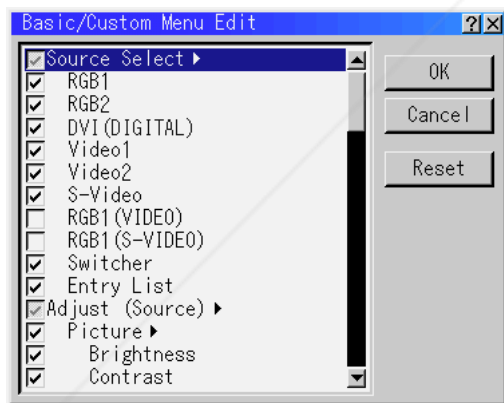 Basic/Custom Menu Edit
Source Select
RGB1
RGB2
DVI(DIGITAL)
Video1
Video2
S-Video
RGB1(VIDEO)
RGB1(S-VIDEO)
Switcher
Entry List
Adjust (Source)
Picture
Brightness
Contrast
OK
Cancel
Reset